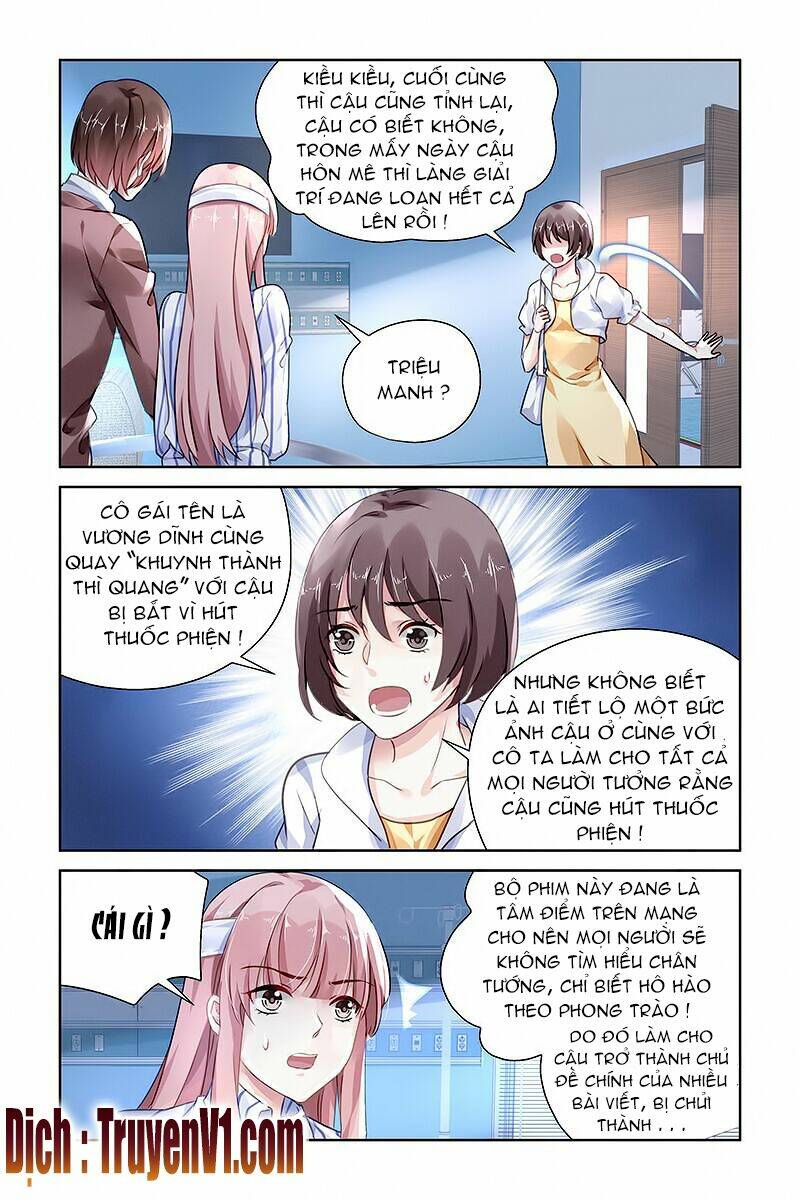 KIỀU KIỀU, CUỐI CÙNG
THÌ CẬU CŨNG TỈNH LẠI,
CẬU CÓ BIẾT KHÔNG,
TRONG MẤY NGÀY CẬU
HÔN MÊ THÌ LÀNG GIẢI
TRÍ ĐANG LOẠN HẾT CẢ
LÊN RỒI !
TRIỆU
MANH ?
CÔ GÁI TÊN LÀ
VƯƠNG DĨNH CÙNG
QUAY “KHUYNH THÀNH
THÌ QUANG” VỚI CẬU
BỊ BẮT VÌ HÚT
THUỐC PHIỆN !
NHƯNG KHÔNG BIẾT
LÀ AI TIẾT LỘ MỘT BỨC
ẢNH CẬU Ở CÙNG VỚI
CÔ TA LÀM CHO TẤT CẢ
MỌI NGƯỜI TƯỞNG RẰNG
CẬU CŨNG HÚT THUỐC
PHIỆN !
CÁI GÌ ?
BỘ PHIM NÀY ĐANG LÀ
TÂM ĐIỂM TRÊN MẠNG
CHO NÊN MỌI NGƯỜI SẼ
KHÔNG TÌM HIỂU CHÂN
TƯỚNG, CHỈ BIẾT HÔ HÀO
THEO PHONG TRÀO !
DO ĐÓ LÀM CHO
CẬU TRỞ THÀNH CHỦ
ĐỀ CHÍNH CỦA NHIỀU
BÀI VIẾT, BỊ CHỬI
THÀNH . . .
Dịch : TruyenV1.com